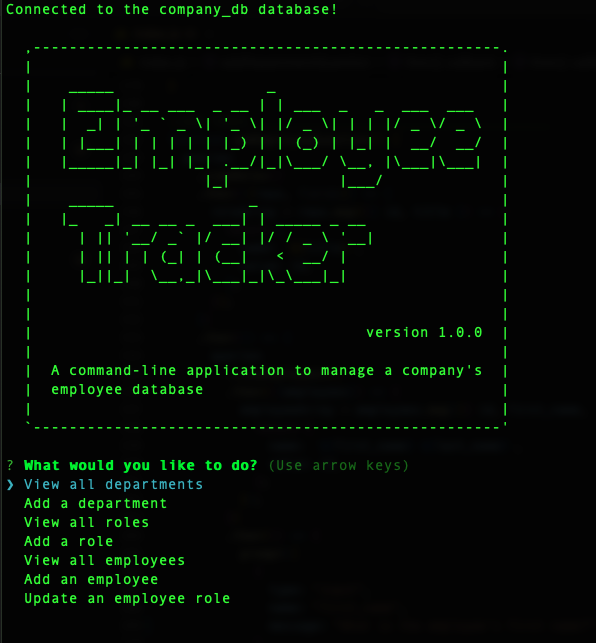 Connected to the company_db database!
Employee
Tracker
version 1.0.0
A command-line application to manage a company's
employee database
? What would you like to do? (Use arrow keys)
❯ View all departments
Add a department
View all roles
Add a role
View all employees
Add an employee
Update an employee role